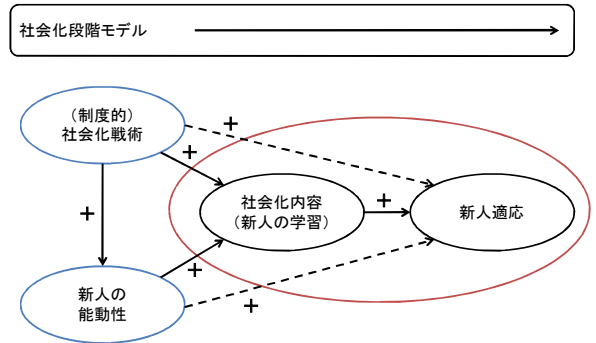 社会化段階モデル
（制度的）
社会化戦術
+
+
+
社会化内容
（新人の学習）
+
新人適応
+
+
新人の
能動性